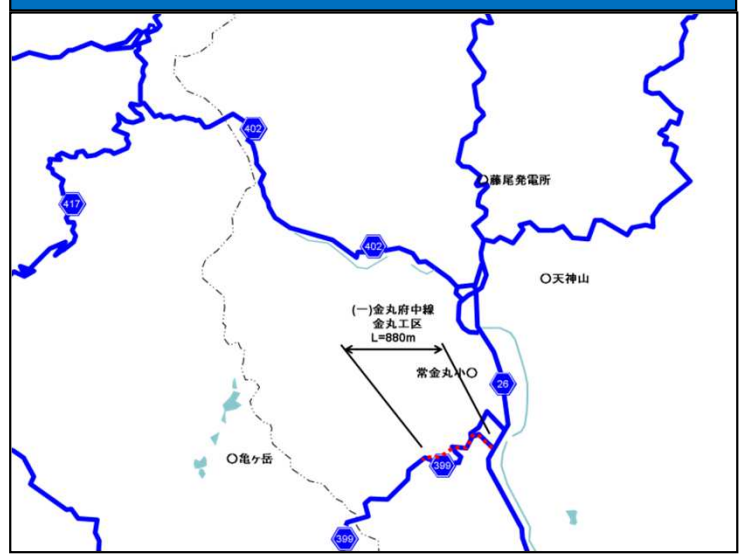 402
417
藤尾発電所
402
天神山
(一)金丸府中線
金丸工区
L=880m
常金丸小
26
亀ヶ岳
399
399